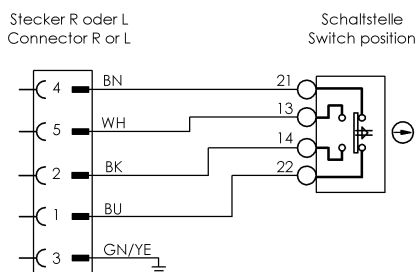 Stecker R oder L
Connector R or L
Schaltstelle
Switch position
4 BN 21
5 WH 13
2 BK 14
1 BU 22
3 GN/YE